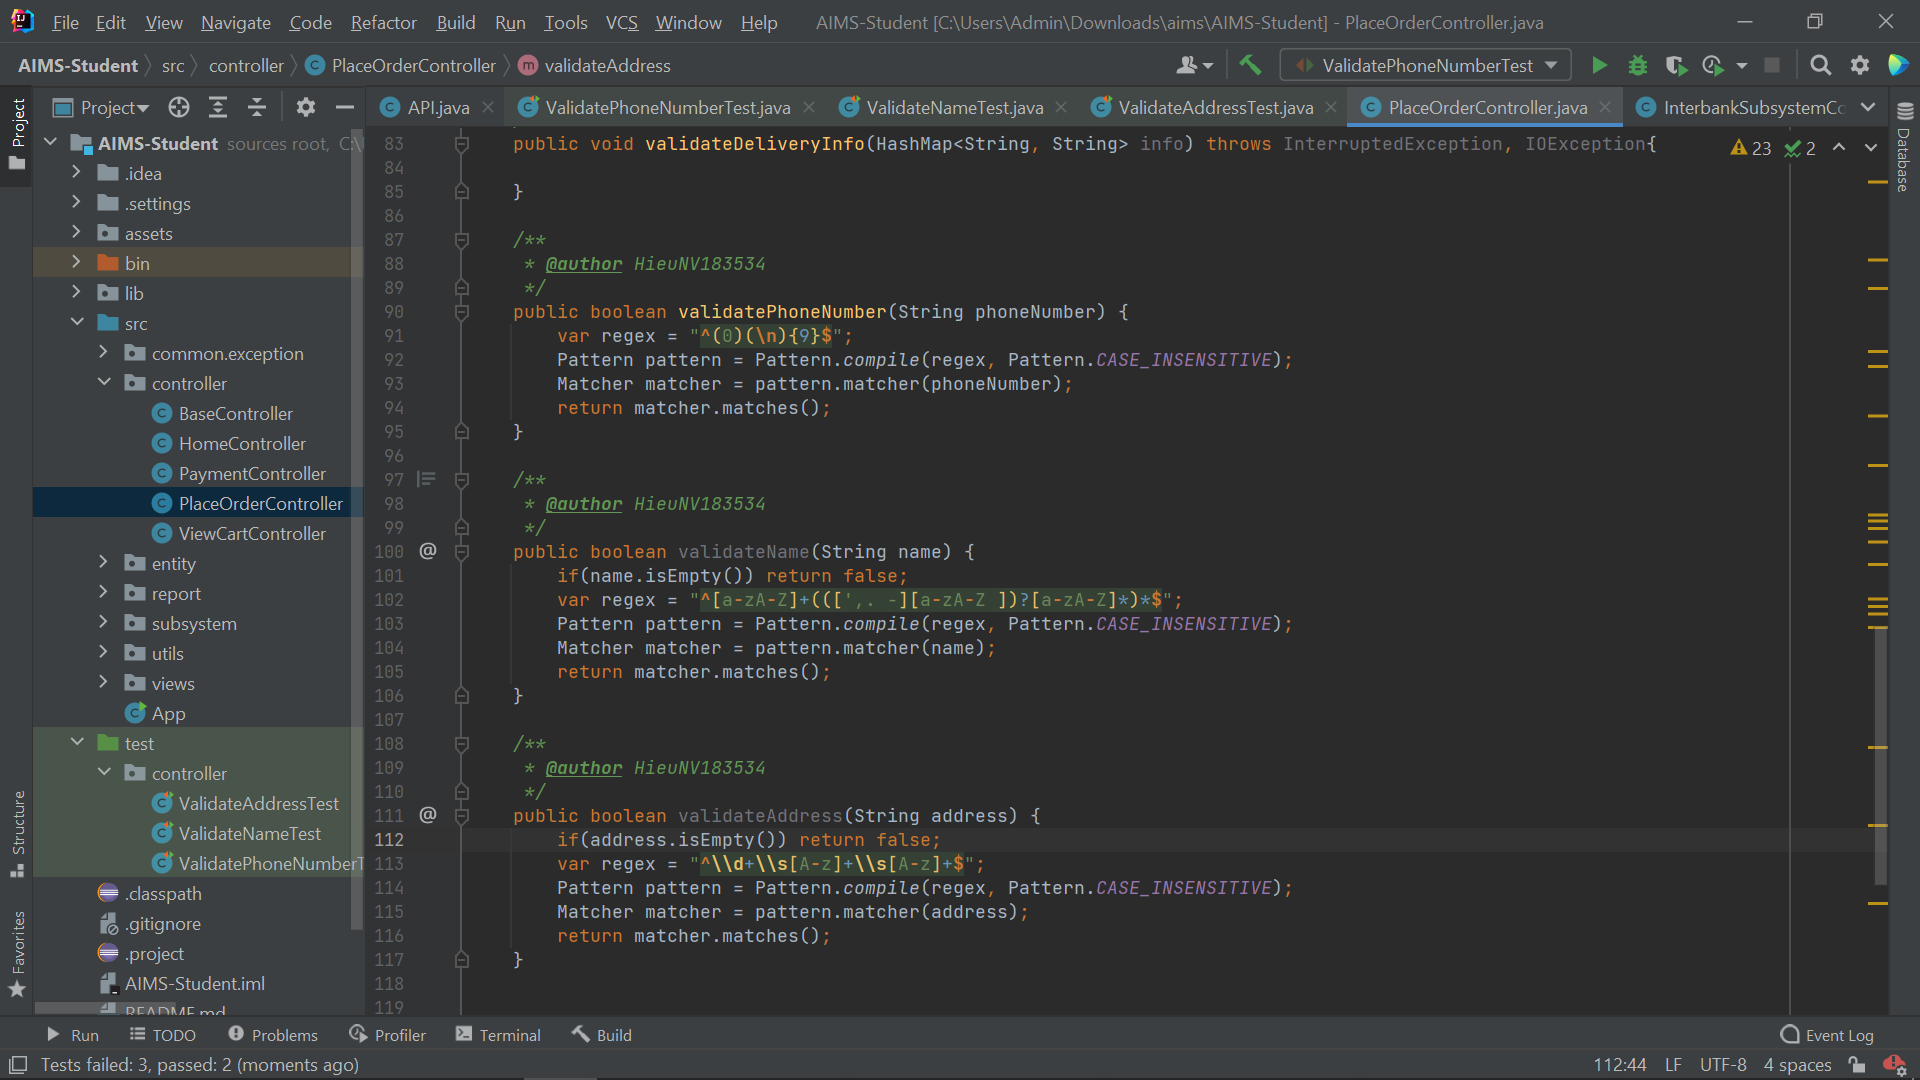 File Edit View Navigate Code Refactor Build Run Tools VCS Window Help AIMS-Student [C:\Users\Admin\Downloads\aims\AIMS-Student] - PlaceOrderController.java
AIMS-Student src controller PlaceOrderController validateAddress ValidatePhoneNumberTest
Project
API.java ValidatePhoneNumberTest.java ValidateNameTest.java ValidateAddressTest.java PlaceOrderController.java InterbankSubsystemCo
Project
AIMS-Student sources root, C:\
.idea
.settings
assets
bin
lib
src
common.exception
controller
BaseController
HomeController
PaymentController
PlaceOrderController
ViewCartController
entity
report
subsystem
utils
views
App
test
controller
ValidateAddressTest
ValidateNameTest
ValidatePhoneNumberT
.classpath
.gitignore
.project
AIMS-Student.iml
README.md
Structure
Favorites
83 public void validateDeliveryInfo(HashMap<String, String> info) throws InterruptedException, IOException{
84
85 }
86
87 /**
88 * @author HieuNV183534
89 */
90 public boolean validatePhoneNumber(String phoneNumber) {
91 var regex = "^(0)(\n){9}$";
92 Pattern pattern = Pattern.compile(regex, Pattern.CASE_INSENSITIVE);
93 Matcher matcher = pattern.matcher(phoneNumber);
94 return matcher.matches();
95 }
96
97 /**
98 * @author HieuNV183534
99 */
100 @ public boolean validateName(String name) {
101 if(name.isEmpty()) return false;
102 var regex = "^[a-zA-Z]+(([',. -][a-zA-Z ])?[a-zA-Z]*)*$";
103 Pattern pattern = Pattern.compile(regex, Pattern.CASE_INSENSITIVE);
104 Matcher matcher = pattern.matcher(name);
105 return matcher.matches();
106 }
107
108 /**
109 * @author HieuNV183534
110 */
111 @ public boolean validateAddress(String address) {
112 if(address.isEmpty()) return false;
113 var regex = "^\\d+\\s[A-z]+\\s[A-z]+$";
114 Pattern pattern = Pattern.compile(regex, Pattern.CASE_INSENSITIVE);
115 Matcher matcher = pattern.matcher(address);
116 return matcher.matches();
117 }
118
119
23 2
Database
Run TODO Problems Profiler Terminal Build Event Log
Tests failed: 3, passed: 2 (moments ago) 112:44 LF UTF-8 4 spaces